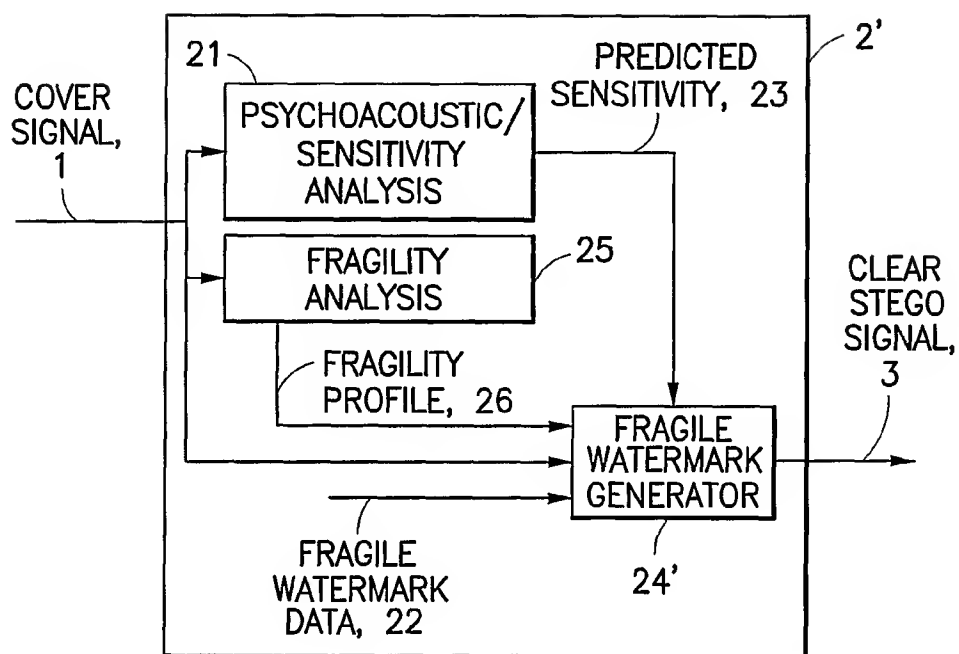 2'
21
PREDICTED
SENSITIVITY, 23
COVER
SIGNAL,
1
PSYCHOACOUSTIC/
SENSITIVITY
ANALYSIS
FRAGILITY
ANALYSIS
25
CLEAR
STEGO
SIGNAL,
3
FRAGILITY
PROFILE, 26
FRAGILE
WATERMARK
GENERATOR
24'
FRAGILE
WATERMARK
DATA, 22